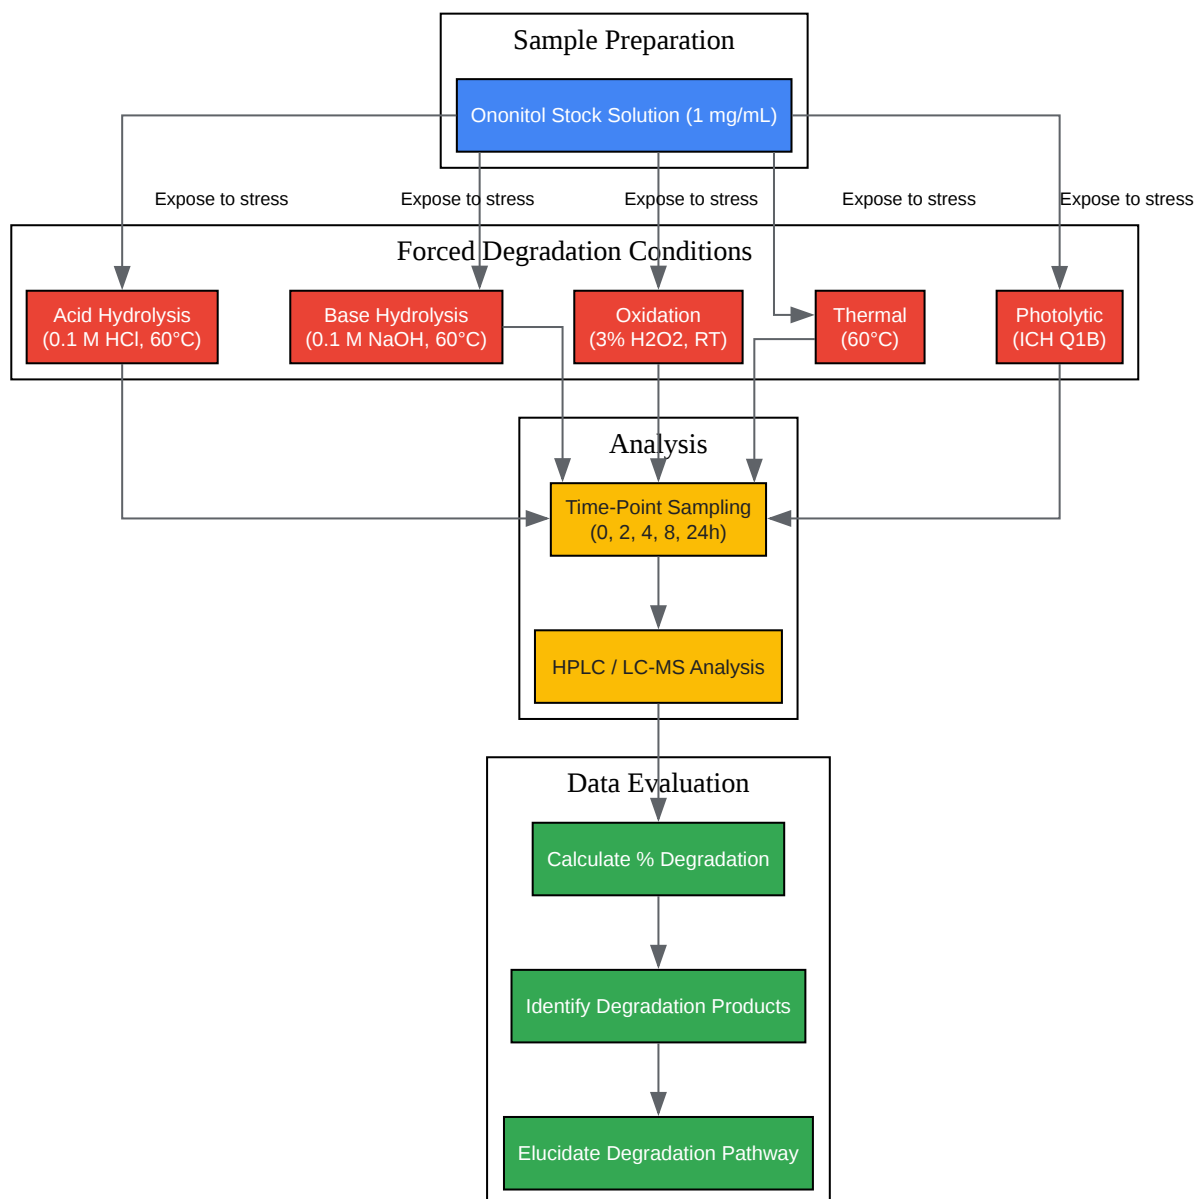 Sample Preparation
Ononitol Stock Solution (1 mg/mL)
Expose to stress
Expose to stress
Expose to stress
Expose to stress
Expose to stress
Forced Degradation Conditions
Acid Hydrolysis
(0.1 M HCl, 60°C)
Base Hydrolysis
(0.1 M NaOH, 60°C)
Oxidation
(3% H2O2, RT)
Thermal
(60°C)
Photolytic
(ICH Q1B)
Analysis
Time-Point Sampling
(0, 2, 4, 8, 24h)
HPLC / LC-MS Analysis
Data Evaluation
Calculate % Degradation
Identify Degradation Products
Elucidate Degradation Pathway